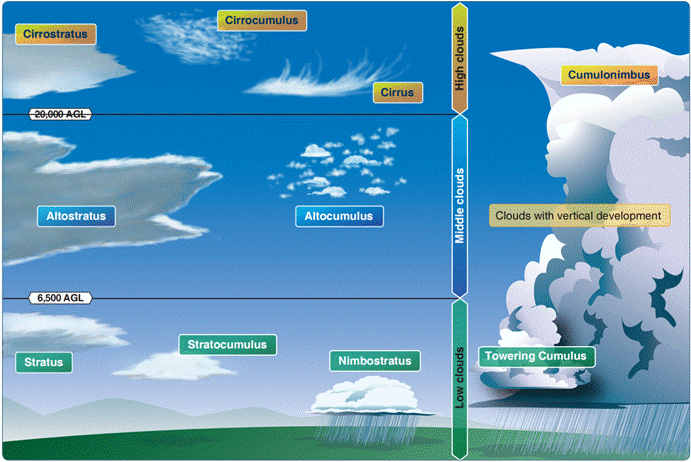 Cirrostratus
Cirrocumulus
Cirrus
High clouds
Cumulonimbus
20,000 AGL
Altostratus
Altocumulus
Middle clouds
Clouds with vertical development
6,500 AGL
Stratus
Stratocumulus
Nimbostratus
Low clouds
Towering Cumulus